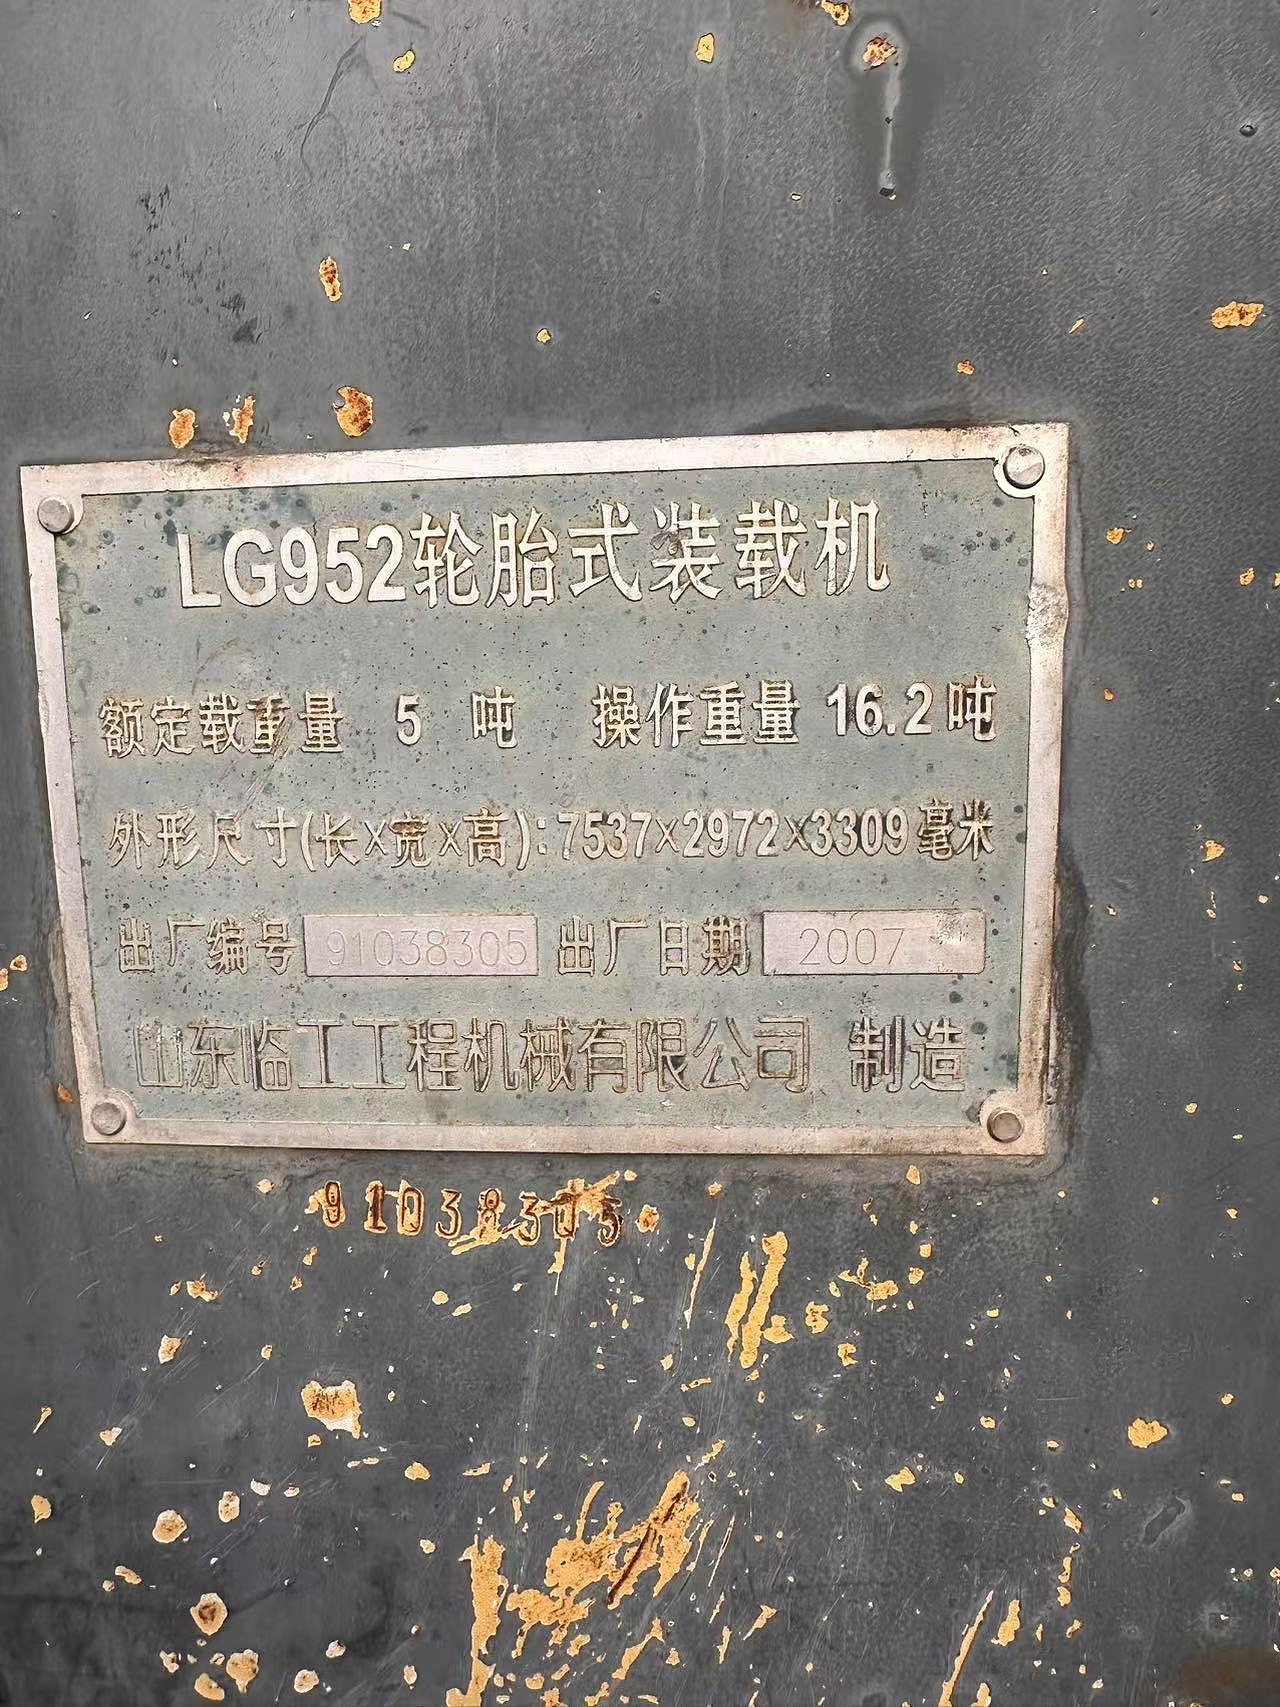 LG952轮胎式装载机
额定载重量 5 吨 操作重量 16.2吨
外形尺寸(长×宽×高):7537×2972×3309毫米
出厂编号 91038305 出厂日期 2007
山东临工工程机械有限公司 制造
91038305